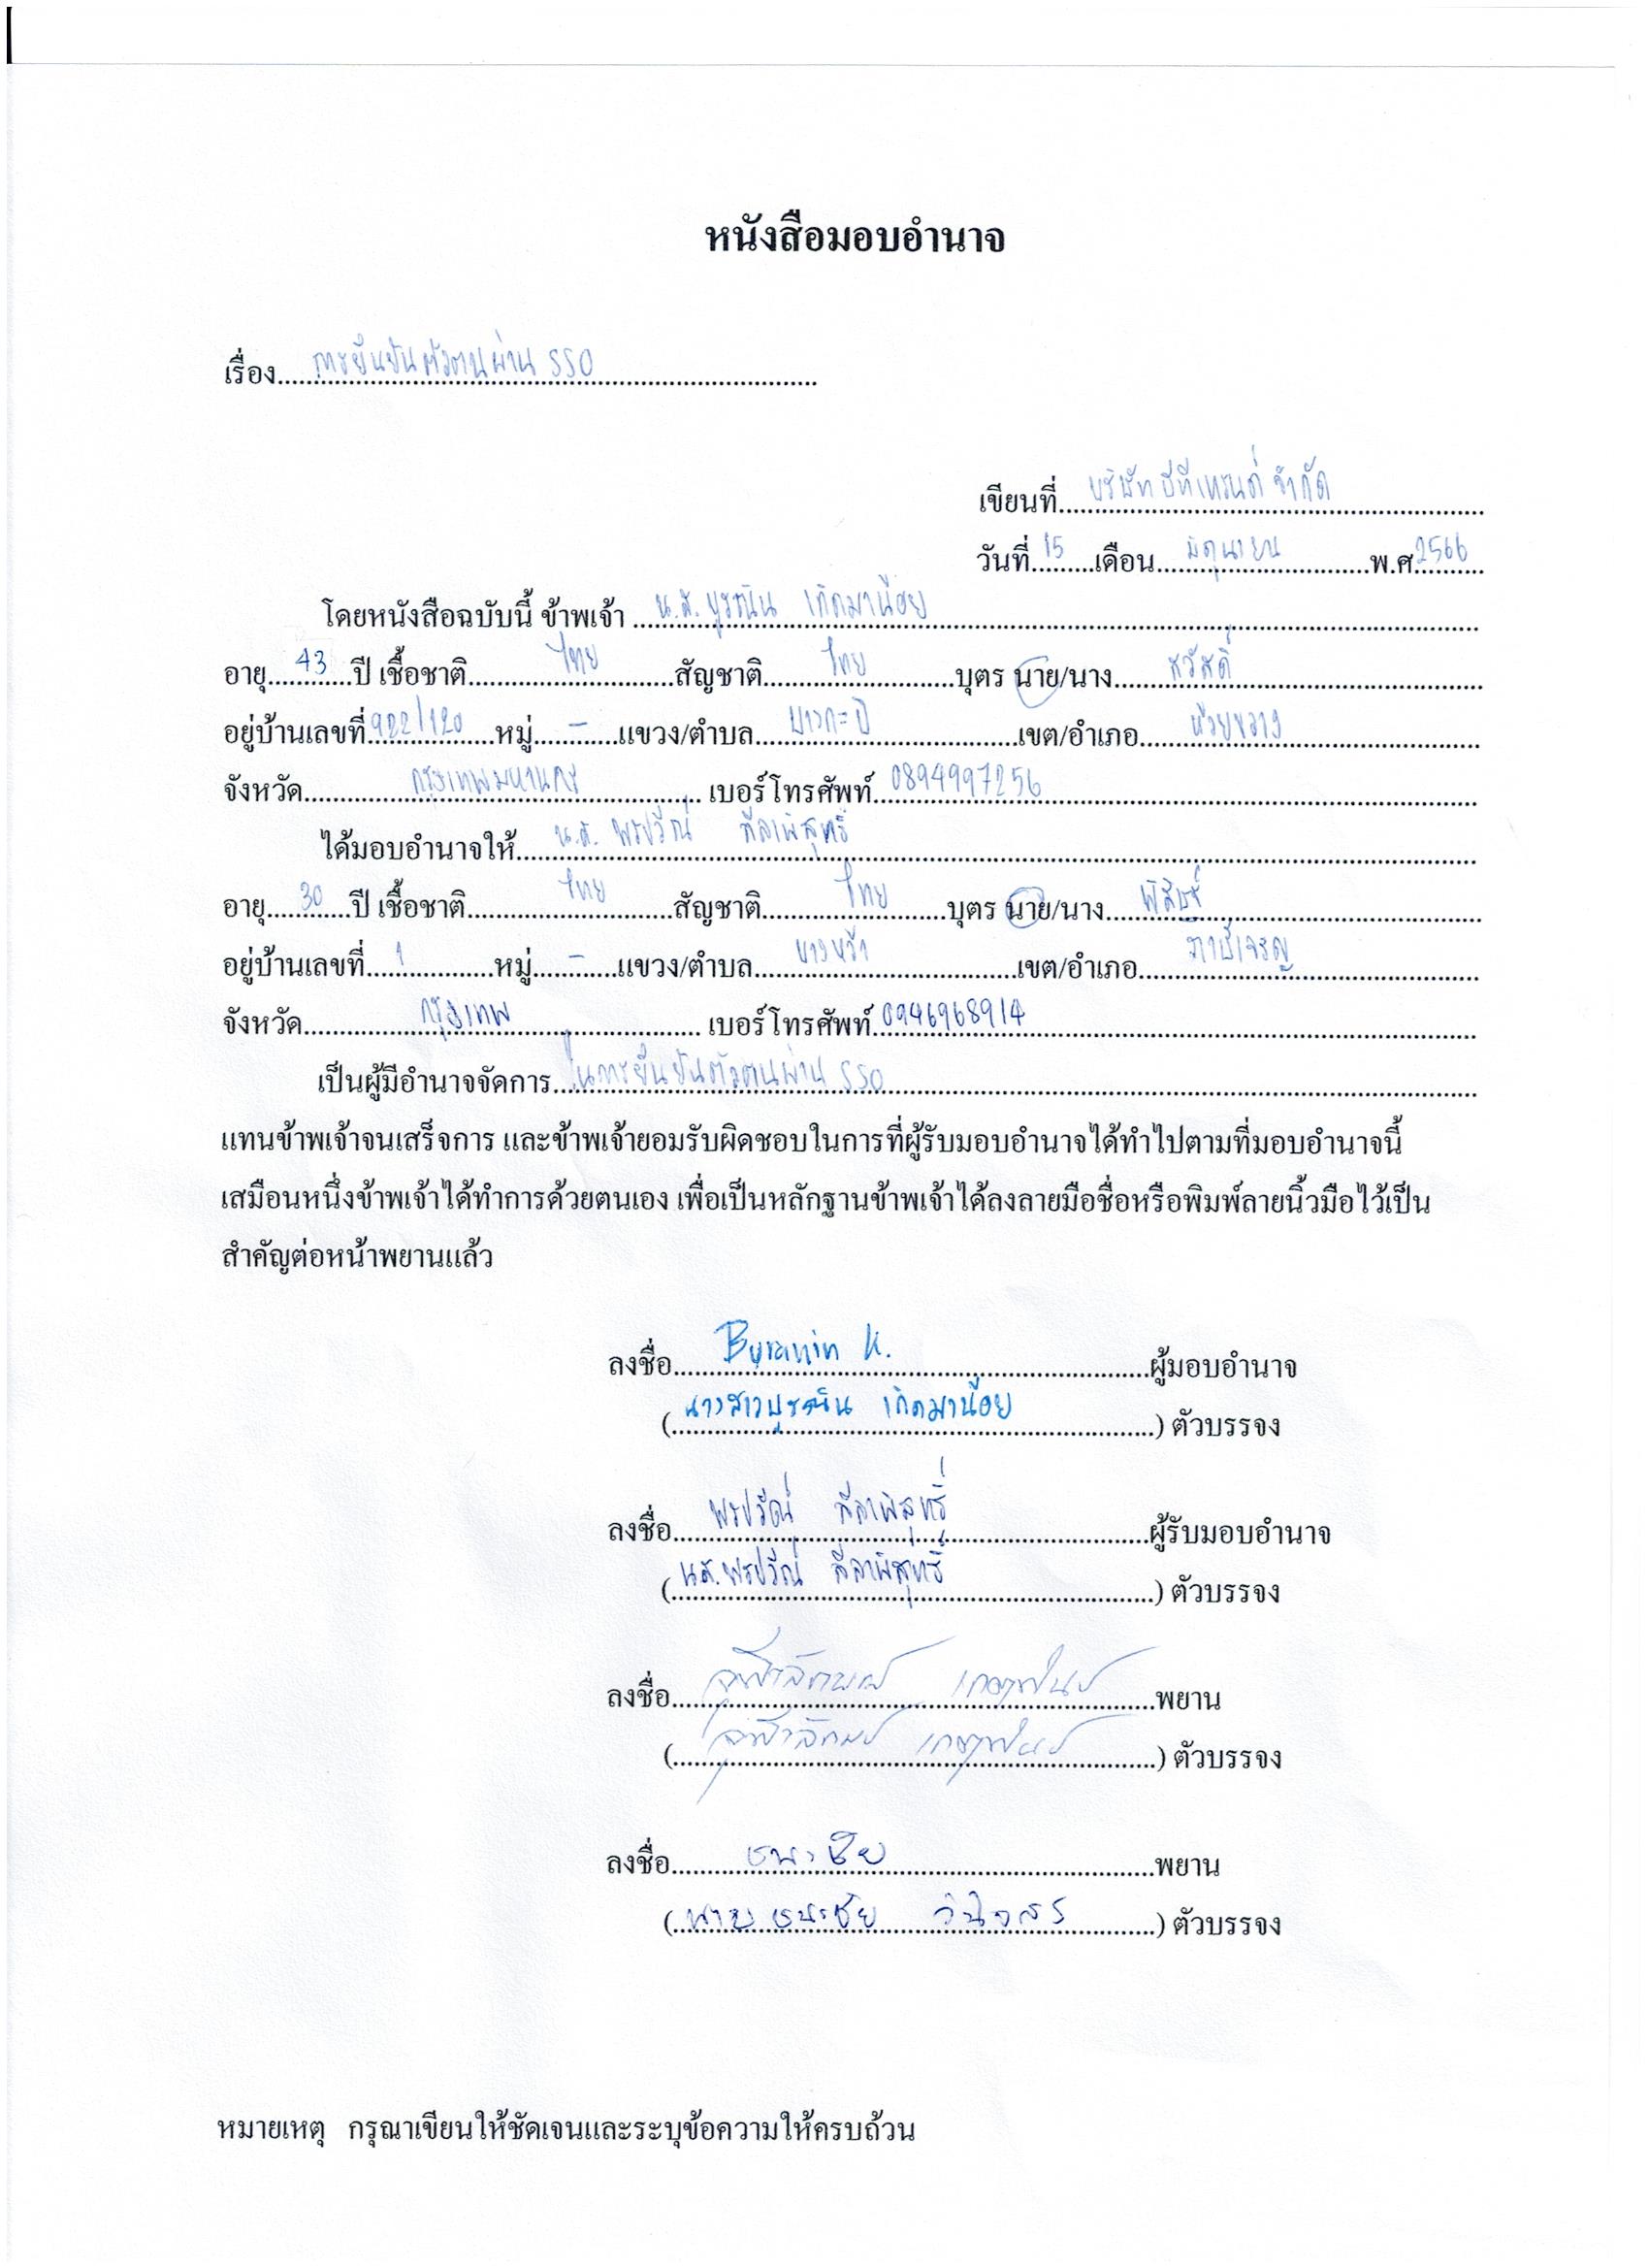 หนังสือมอบอำนาจ
เรื่อง การยืนยันตัวตนผ่าน SSO
เขียนที่ บริษัท บีทีเทรนด์ จำกัด
วันที่ 15 เดือน มิถุนายน พ.ศ 2566
โดยหนังสือฉบับนี้ ข้าพเจ้า น.ส. บูรณิน เกิดมาน้อย
อายุ 43 ปี เชื้อชาติ ไทย สัญชาติ ไทย บุตร นาย/นาง สวัสดิ์
อยู่บ้านเลขที่ 922/120 หมู่ - แขวง/ตำบล บางกะปิ เขต/อำเภอ ห้วยขวาง
จังหวัด กรุงเทพมหานคร เบอร์โทรศัพท์ 0894997256
ได้มอบอำนาจให้ น.ส. พรปวีณ์ ลีลาพิสุทธิ์
อายุ 30 ปี เชื้อชาติ ไทย สัญชาติ ไทย บุตร นาย/นาง พิสิษฐ์
อยู่บ้านเลขที่ 1 หมู่ - แขวง/ตำบล บางหว้า เขต/อำเภอ ภาษีเจริญ
จังหวัด กรุงเทพ เบอร์โทรศัพท์ 0946968914
เป็นผู้มีอำนาจจัดการ ในการยืนยันตัวตนผ่าน SSO
แทนข้าพเจ้าจนเสร็จการ และข้าพเจ้ายอมรับผิดชอบในการที่ผู้รับมอบอำนาจได้ทำไปตามที่มอบอำนาจนี้
เสมือนหนึ่งข้าพเจ้าได้ทำการด้วยตนเอง เพื่อเป็นหลักฐานข้าพเจ้าได้ลงลายมือชื่อหรือพิมพ์ลายนิ้วมือไว้เป็น
สำคัญต่อหน้าพยานแล้ว
ลงชื่อ Buranin K. ผู้มอบอำนาจ
(นางสาวบูรณิน เกิดมาน้อย) ตัวบรรจง
ลงชื่อ พรปวีณ์ ลีลาพิสุทธิ์ ผู้รับมอบอำนาจ
(น.ส. พรปวีณ์ ลีลาพิสุทธิ์) ตัวบรรจง
ลงชื่อ พยาน
( ) ตัวบรรจง
ลงชื่อ ธนะชัย พยาน
(นายธนะชัย วินิจสร) ตัวบรรจง
หมายเหตุ กรุณาเขียนให้ชัดเจนและระบุข้อความให้ครบถ้วน